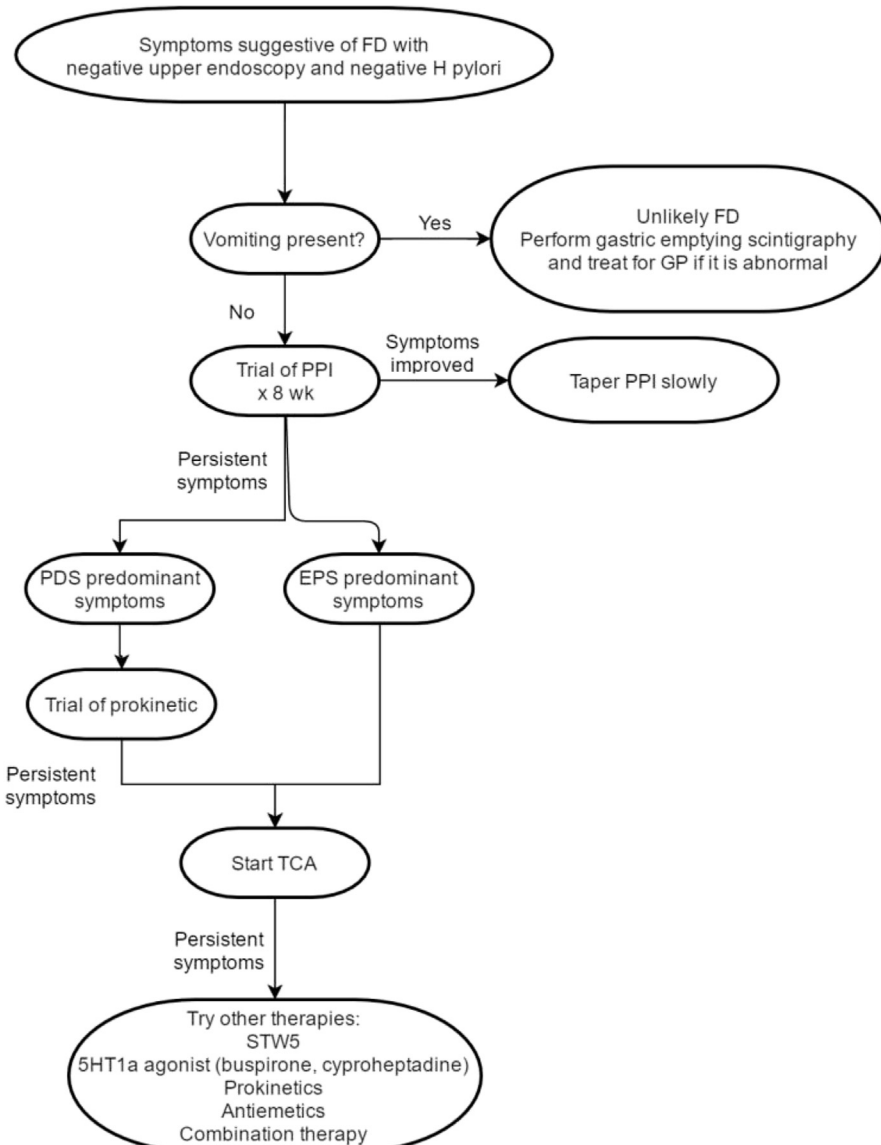 Symptoms suggestive of FD with
negative upper endoscopy and negative H pylori
Vomiting present?
Yes
Unlikely FD
Perform gastric emptying scintigraphy
and treat for GP if it is abnormal
No
Trial of PPI
x 8 wk
Symptoms
improved
Taper PPI slowly
Persistent
symptoms
PDS predominant
symptoms
EPS predominant
symptoms
Trial of prokinetic
Persistent
symptoms
Start TCA
Persistent
symptoms
Try other therapies:
STW5
5HT1a agonist (buspirone, cyproheptadine)
Prokinetics
Antiemetics
Combination therapy